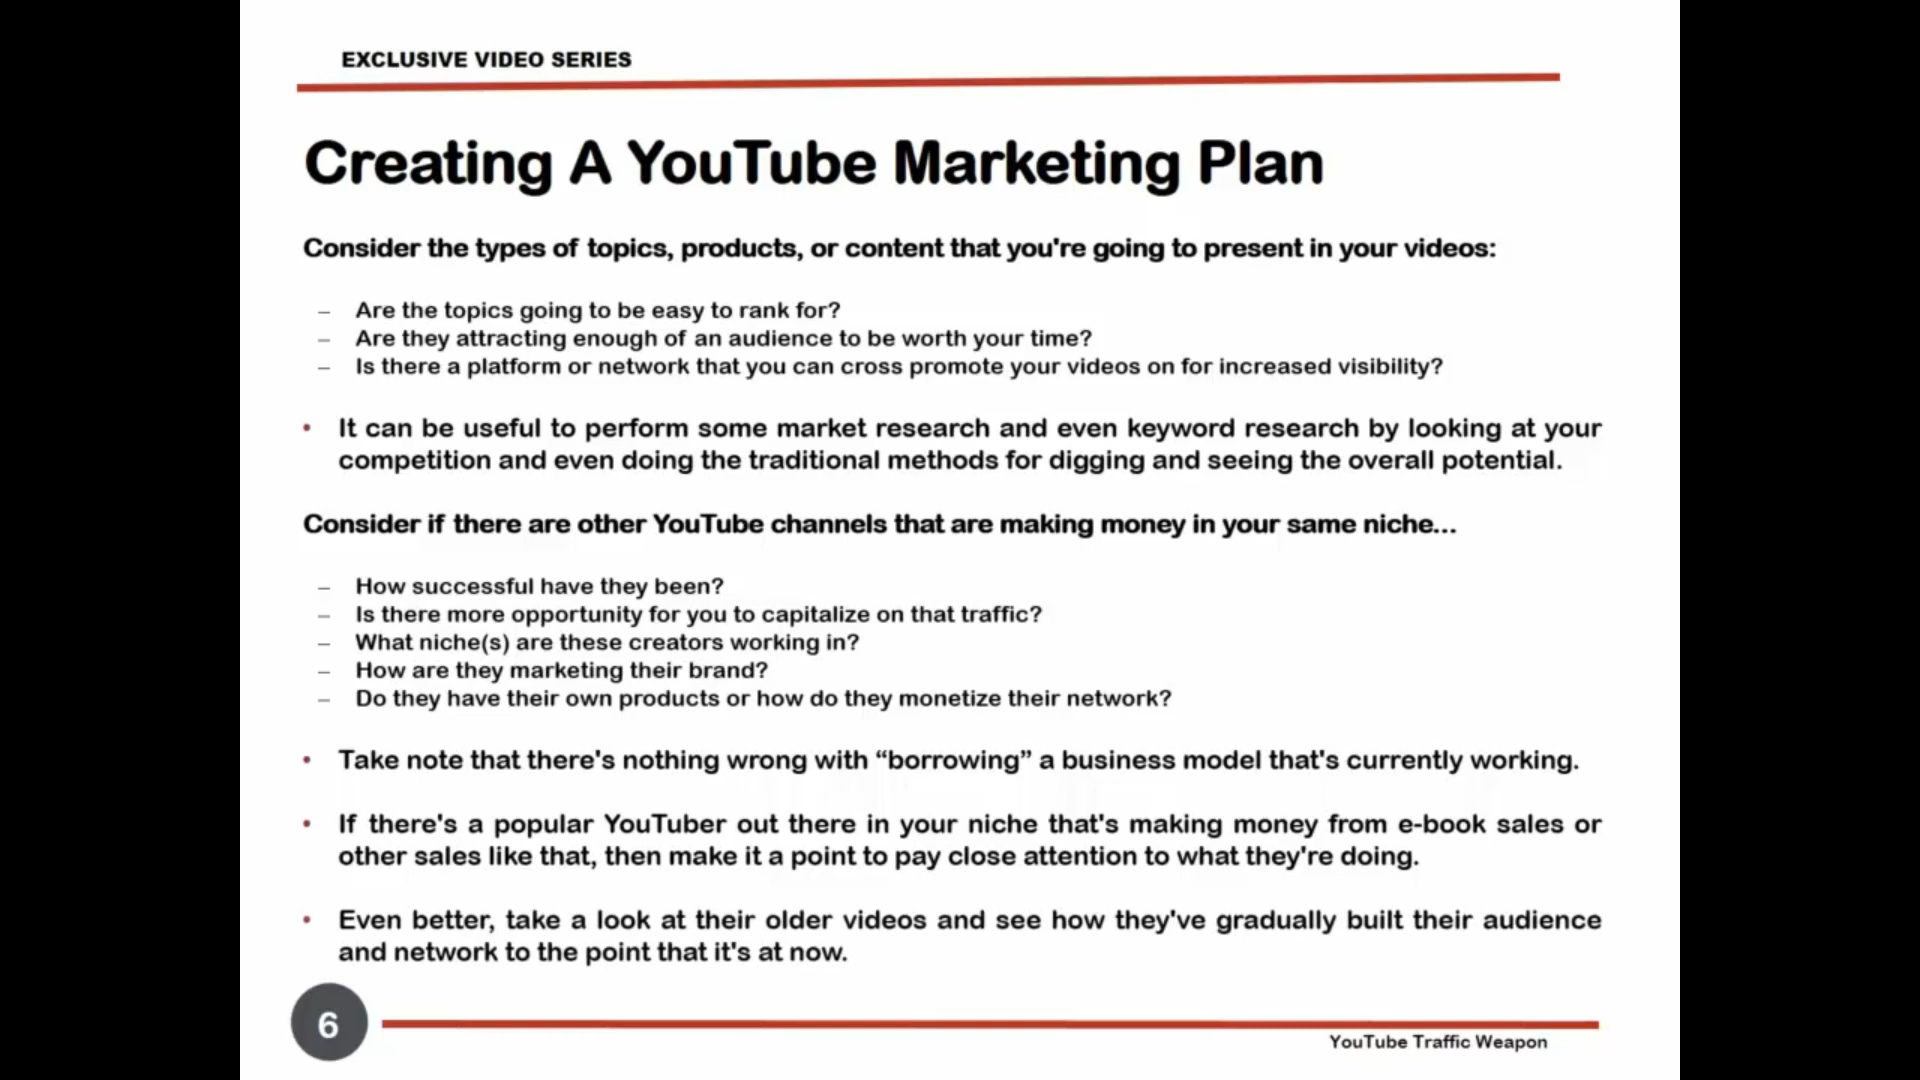 EXCLUSIVE VIDEO SERIES
Creating A YouTube Marketing Plan
Consider the types of topics, products, or content that you're going to present in your videos:
– Are the topics going to be easy to rank for?
– Are they attracting enough of an audience to be worth your time?
– Is there a platform or network that you can cross promote your videos on for increased visibility?
• It can be useful to perform some market research and even keyword research by looking at your
competition and even doing the traditional methods for digging and seeing the overall potential.
Consider if there are other YouTube channels that are making money in your same niche...
– How successful have they been?
– Is there more opportunity for you to capitalize on that traffic?
– What niche(s) are these creators working in?
– How are they marketing their brand?
– Do they have their own products or how do they monetize their network?
• Take note that there's nothing wrong with “borrowing” a business model that's currently working.
• If there's a popular YouTuber out there in your niche that's making money from e-book sales or
other sales like that, then make it a point to pay close attention to what they're doing.
• Even better, take a look at their older videos and see how they've gradually built their audience
and network to the point that it's at now.
6
YouTube Traffic Weapon